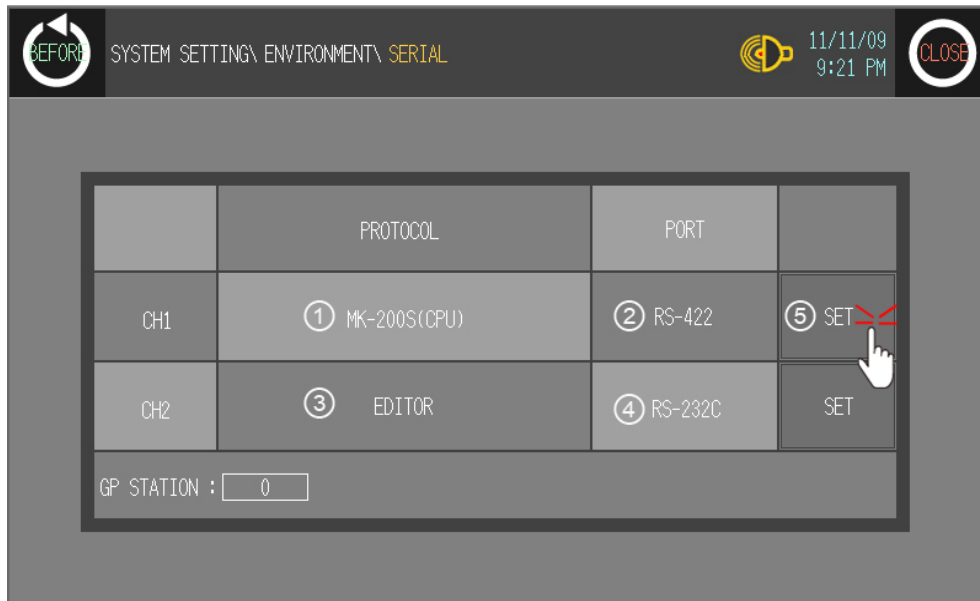 BEFORE SYSTEM SETTING\ ENVIRONMENT\ SERIAL 11/11/09 CLOSE
9:21 PM
PROTOCOL PORT
CH1 ① MK-200S(CPU) ② RS-422 ⑤ SET
CH2 ③ EDITOR ④ RS-232C SET
GP STATION : 0